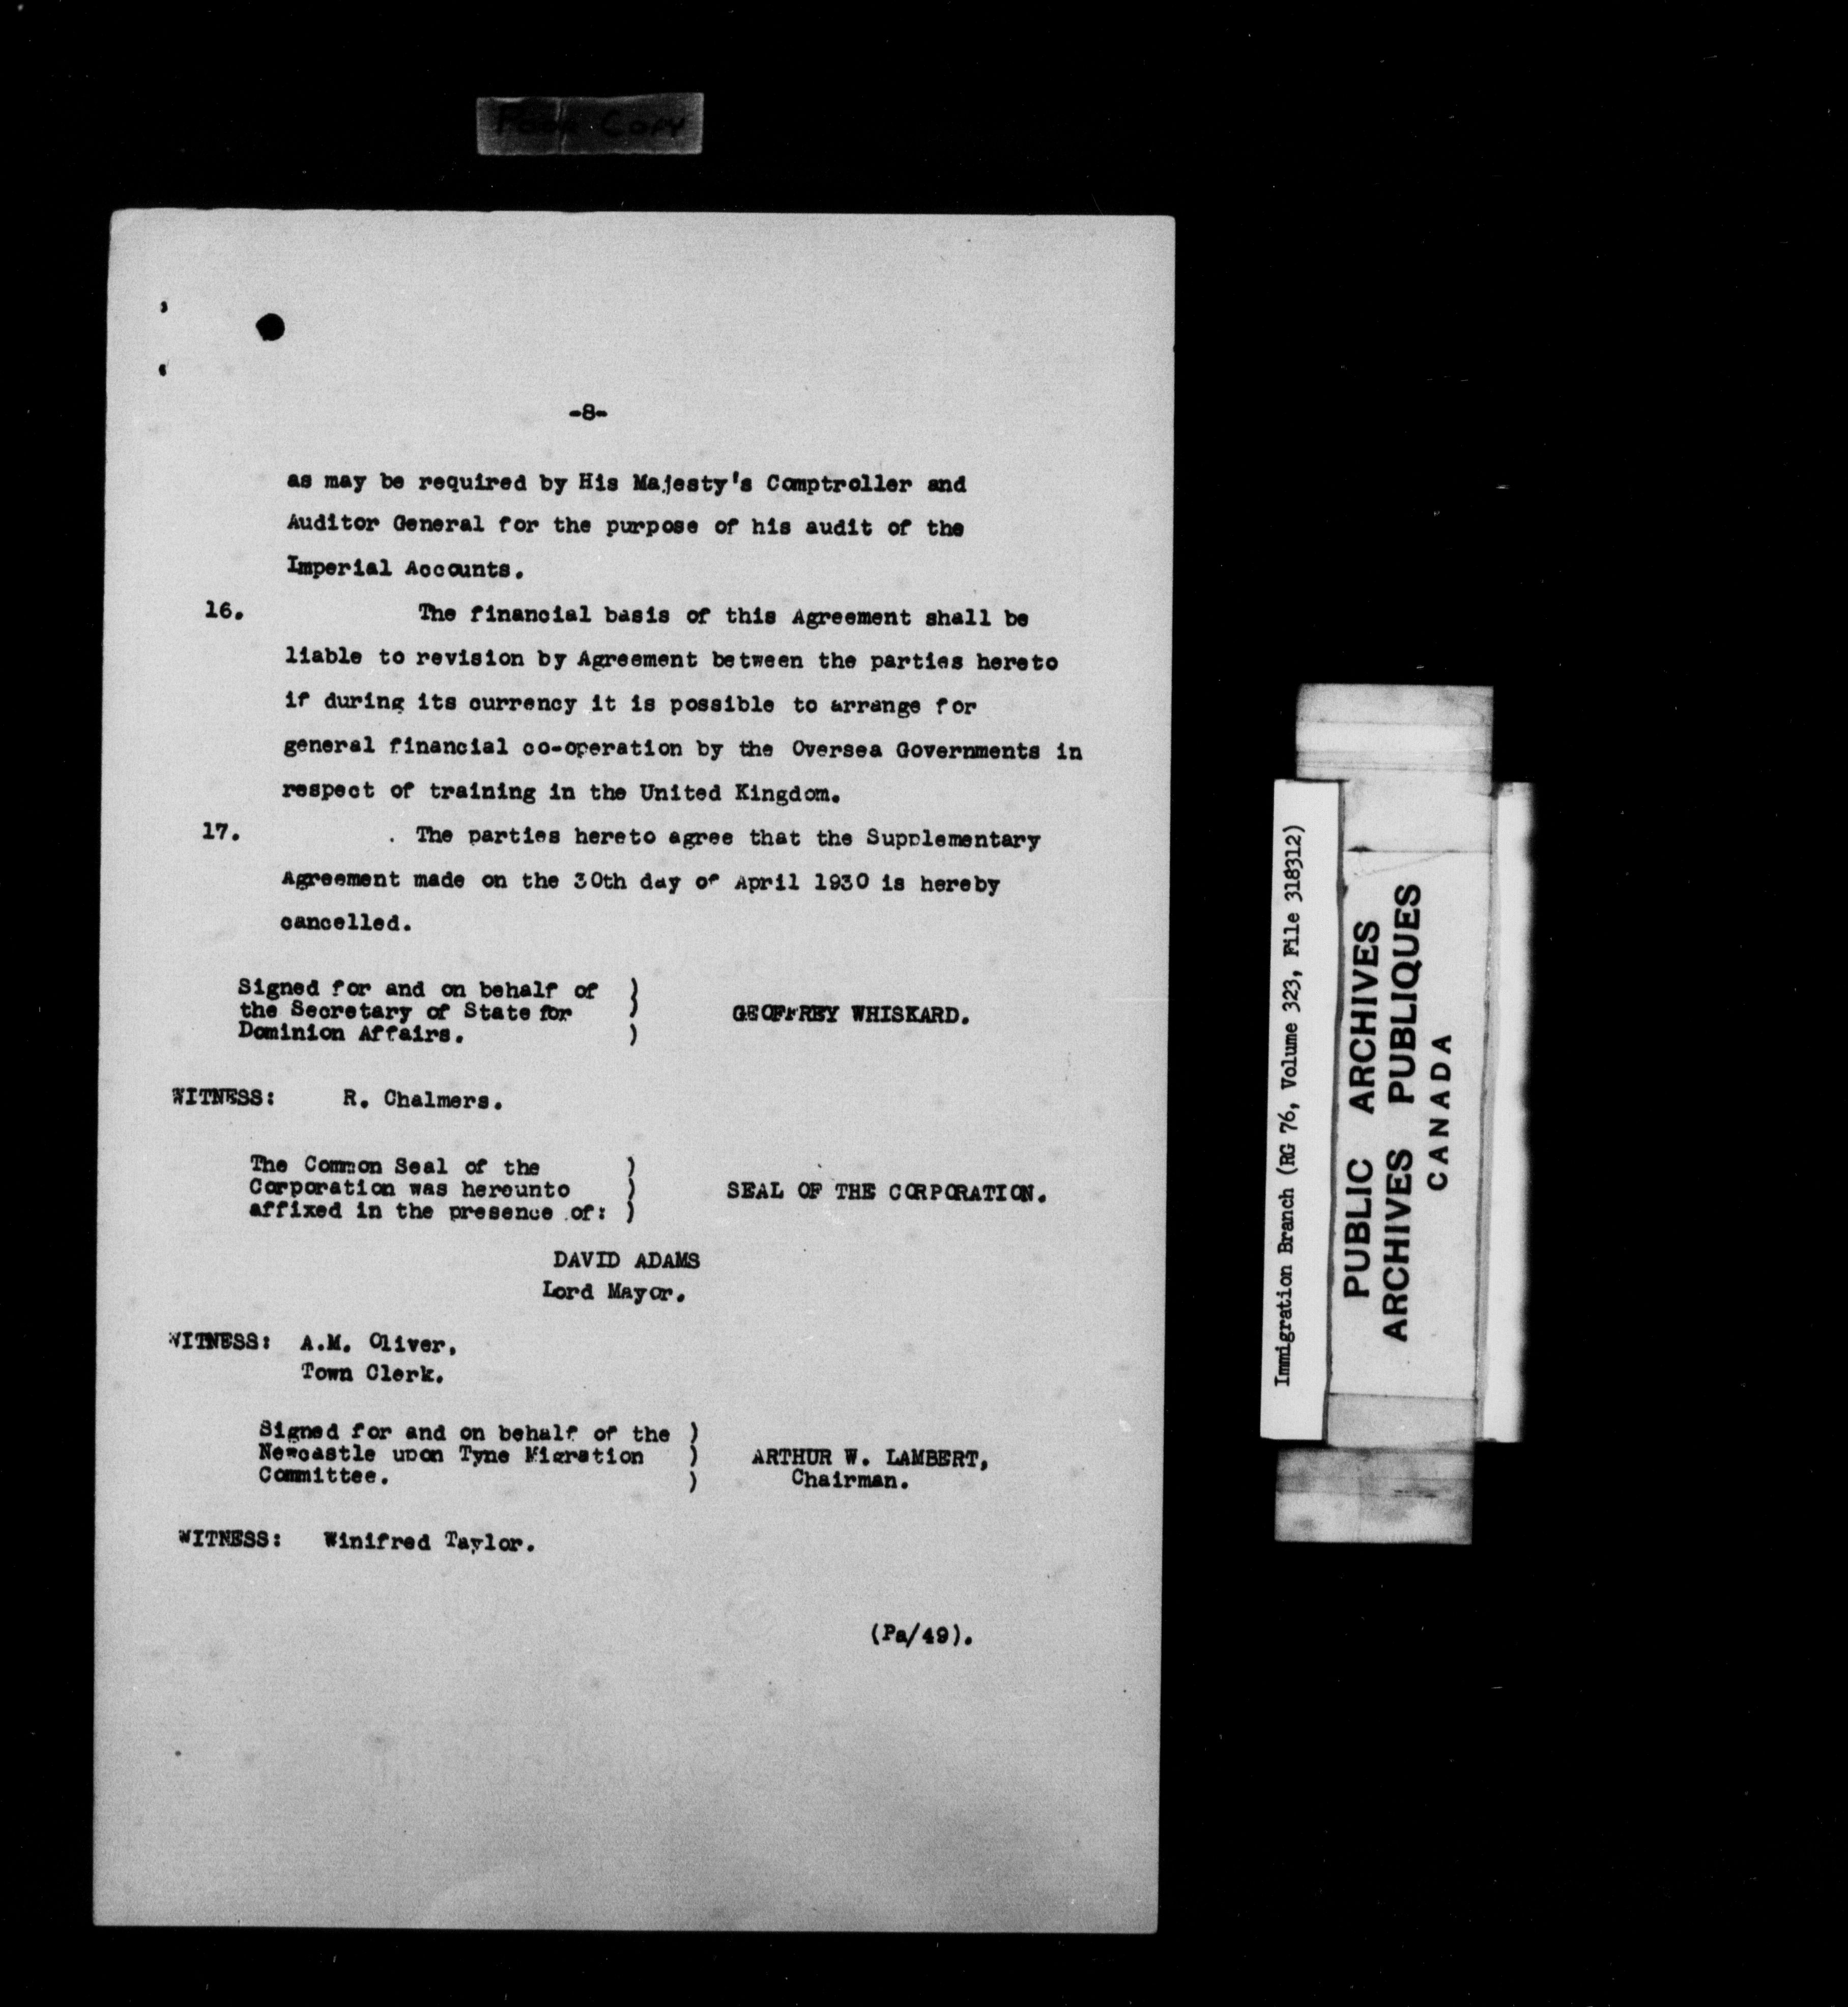 Poor Copy
-8-
as may be required by His Majesty's Comptroller and
Auditor General for the purpose of his audit of the
Imperial Accounts.
16. The financial basis of this Agreement shall be
liable to revision by Agreement between the parties hereto
if during its currency it is possible to arrange for
general financial co-operation by the Oversea Governments in
respect of training in the United Kingdom.
17. . The parties hereto agree that the Supplementary
Agreement made on the 30th day of April 1930 is hereby
cancelled.
Signed for and on behalf of )
the Secretary of State for ) GEOFFREY WHISKARD.
Dominion Affairs. )
WITNESS: R. Chalmers.
The Common Seal of the )
Corporation was hereunto ) SEAL OF THE CORPORATION.
affixed in the presence of: )
DAVID ADAMS
Lord Mayor.
WITNESS: A.M. Oliver,
Town Clerk.
Signed for and on behalf of the )
Newcastle upon Tyne Migration ) ARTHUR W. LAMBERT,
Committee. ) Chairman.
WITNESS: Winifred Taylor.
(Pa/49).
Immigration Branch (RG 76, Volume 323, File 318312)
PUBLIC ARCHIVES
ARCHIVES PUBLIQUES
CANADA